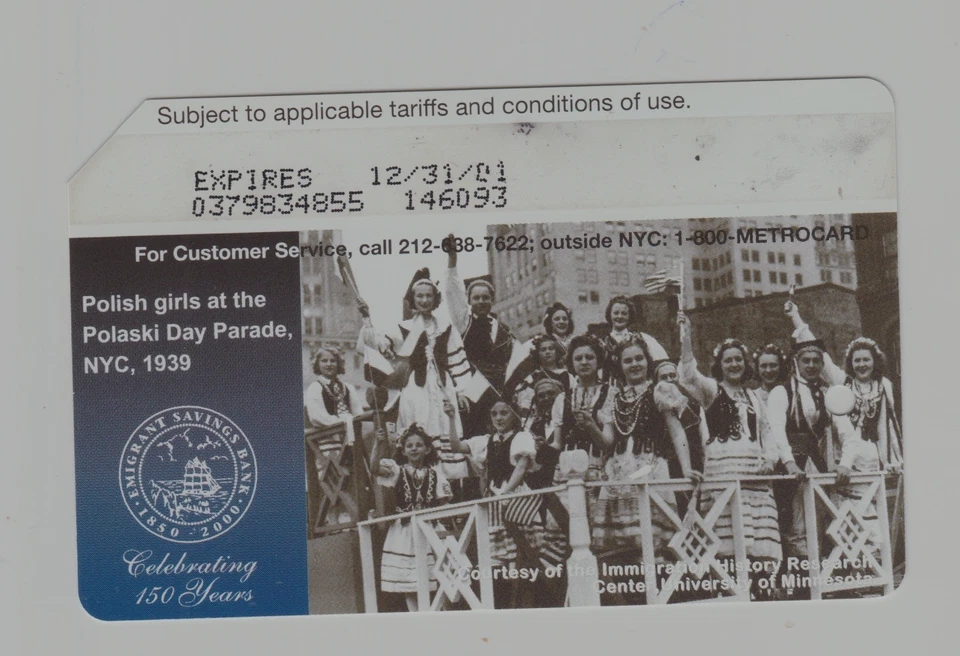 Subject to applicable tariffs and conditions of use.
EXPIRES 12/31/01
0379834855 146093
For Customer Service, call 212-638-7622; outside NYC: 1-800-METROCARD
Polish girls at the
Polaski Day Parade,
NYC, 1939
EMIGRANT SAVINGS BANK
1850 - 2000
Celebrating
150 Years
Courtesy of the Immigration History Research
Center, University of Minnesota